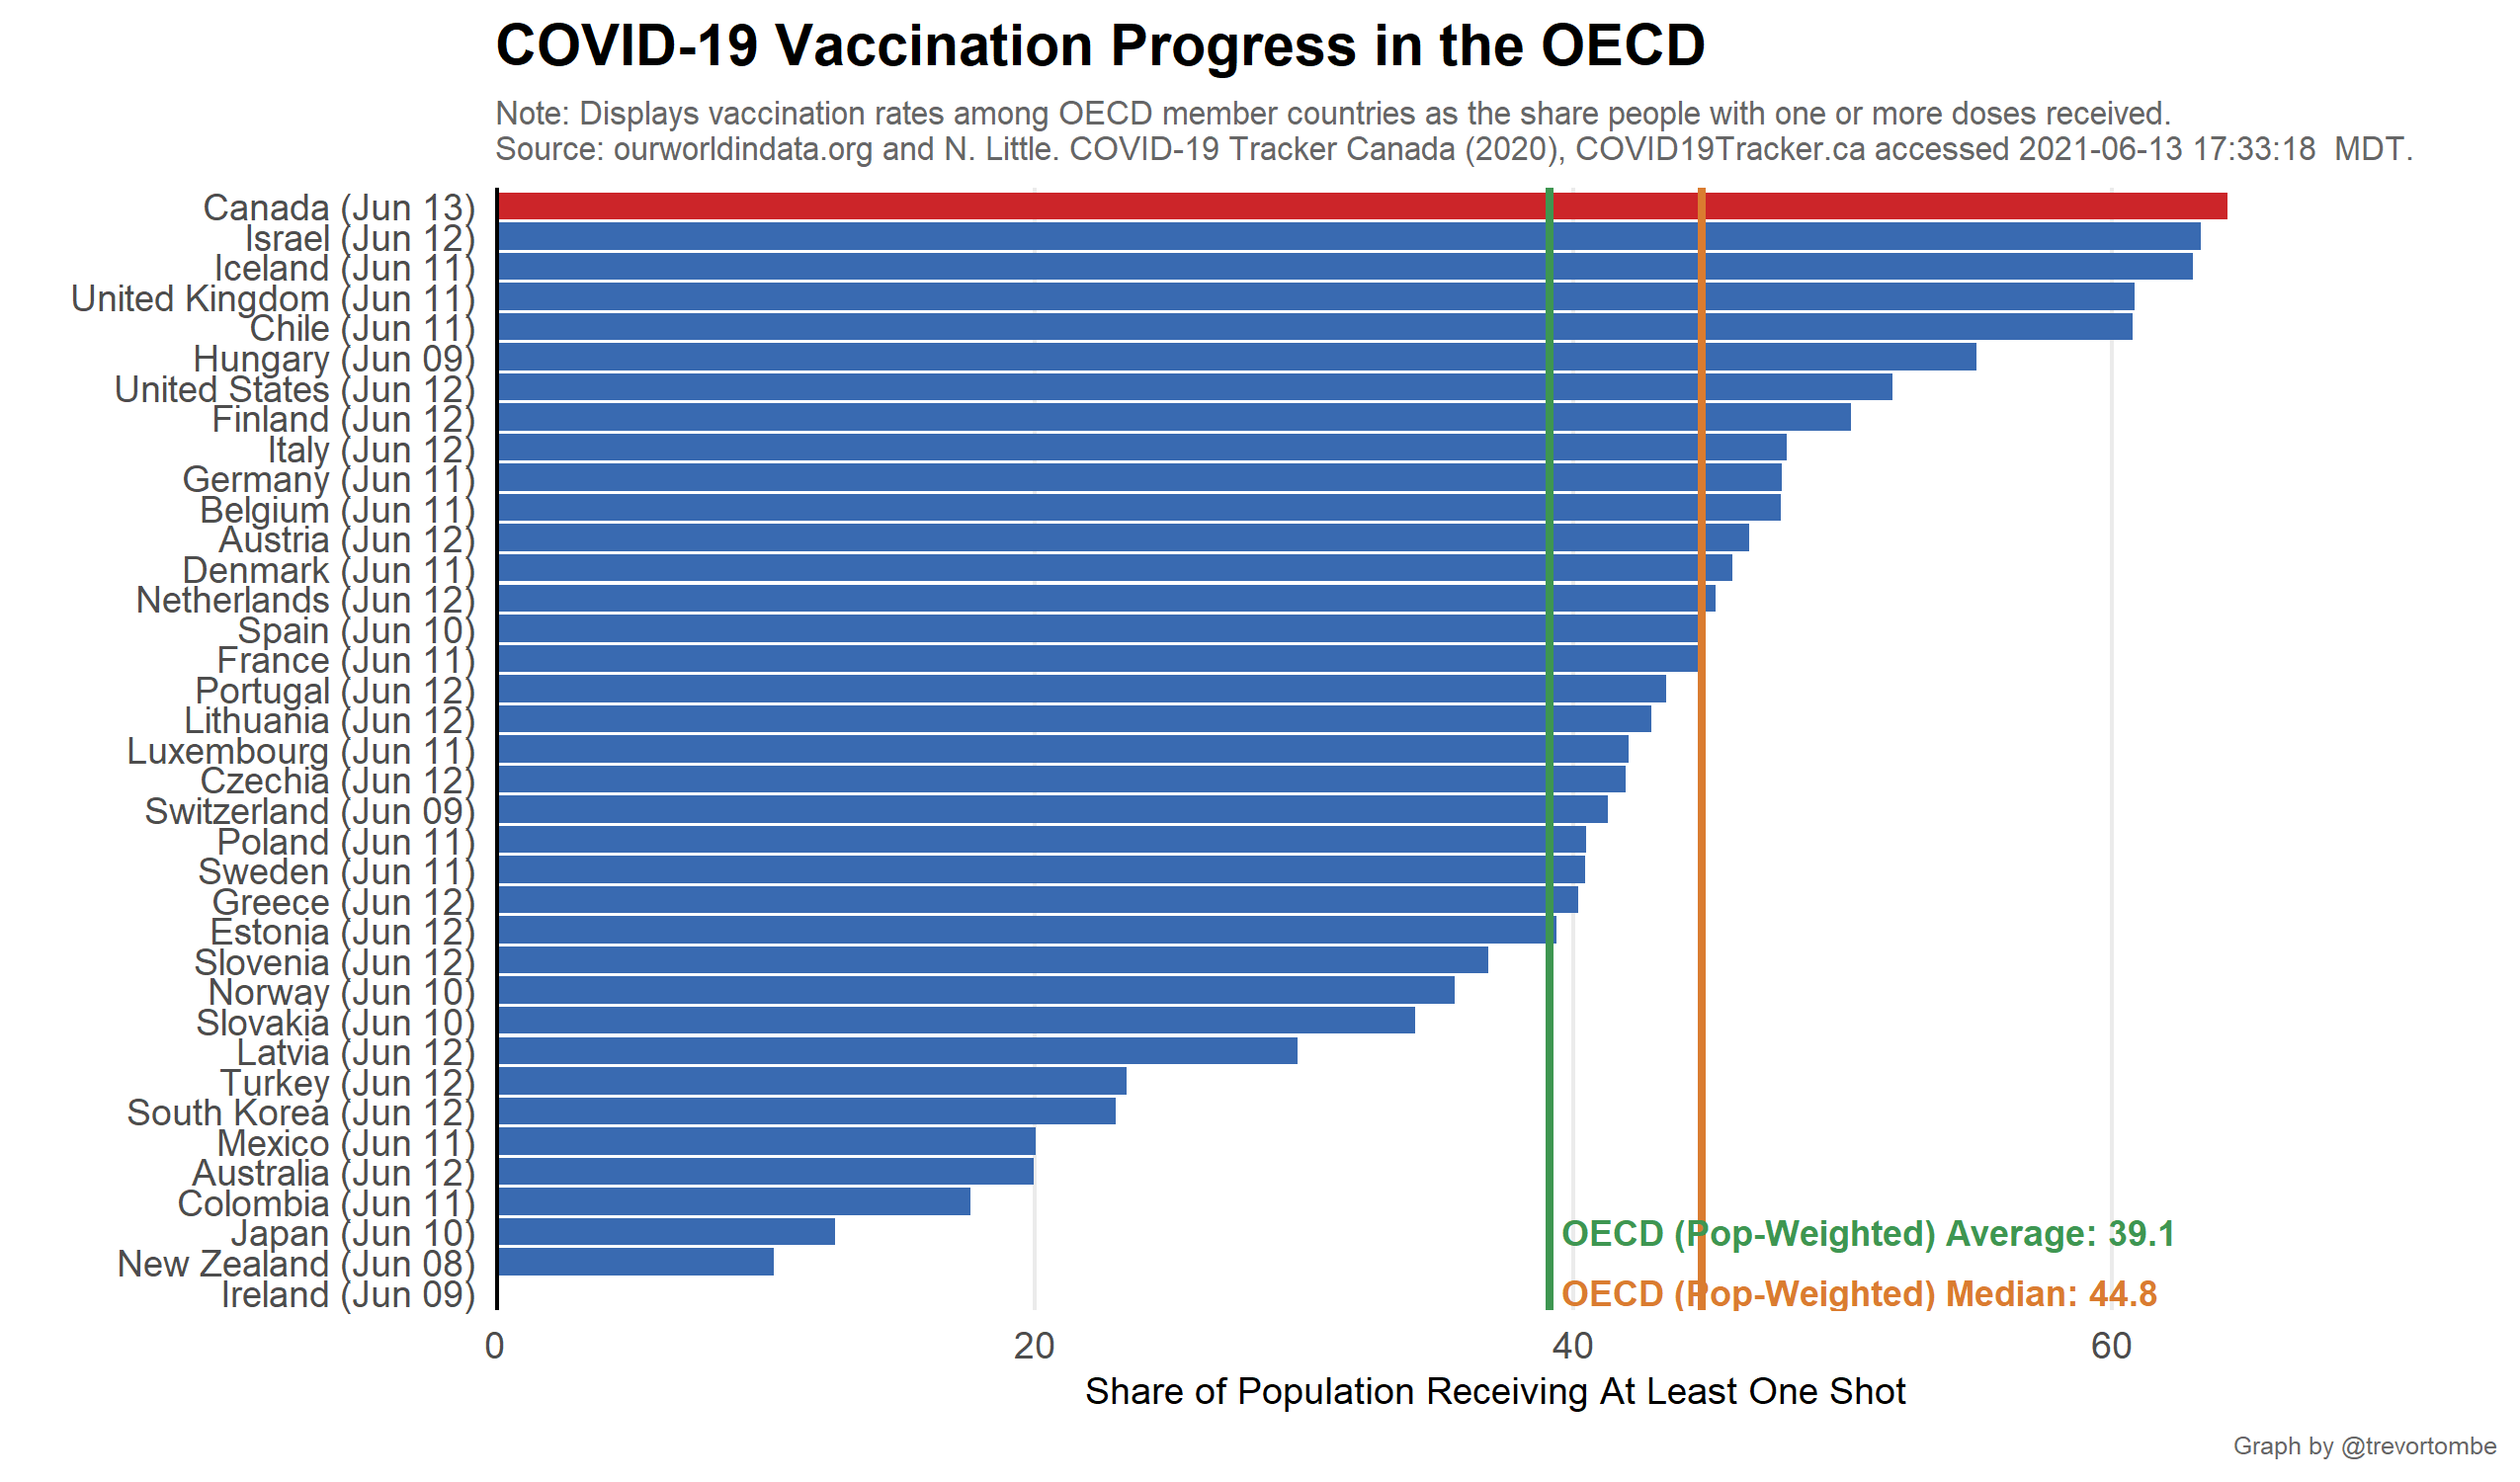 COVID-19 Vaccination Progress in the OECD
Note: Displays vaccination rates among OECD member countries as the share people with one or more doses received.
Source: ourworldindata.org and N. Little. COVID-19 Tracker Canada (2020), COVID19Tracker.ca accessed 2021-06-13 17:33:18  MDT.
Canada (Jun 13)
Israel (Jun 12)
Iceland (Jun 11)
United Kingdom (Jun 11)
Chile (Jun 11)
Hungary (Jun 09)
United States (Jun 12)
Finland (Jun 12)
Italy (Jun 12)
Germany (Jun 11)
Belgium (Jun 11)
Austria (Jun 12)
Denmark (Jun 11)
Netherlands (Jun 12)
Spain (Jun 10)
France (Jun 11)
Portugal (Jun 12)
Lithuania (Jun 12)
Luxembourg (Jun 11)
Czechia (Jun 12)
Switzerland (Jun 09)
Poland (Jun 11)
Sweden (Jun 11)
Greece (Jun 12)
Estonia (Jun 12)
Slovenia (Jun 12)
Norway (Jun 10)
Slovakia (Jun 10)
Latvia (Jun 12)
Turkey (Jun 12)
South Korea (Jun 12)
Mexico (Jun 11)
Australia (Jun 12)
Colombia (Jun 11)
Japan (Jun 10)
OECD (Pop-Weighted) Average: 39.1
New Zealand (Jun 08)
Ireland (Jun 09)
OECD (Pop-Weighted) Median: 44.8
0 20 40 60
Share of Population Receiving At Least One Shot
Graph by @trevortombe